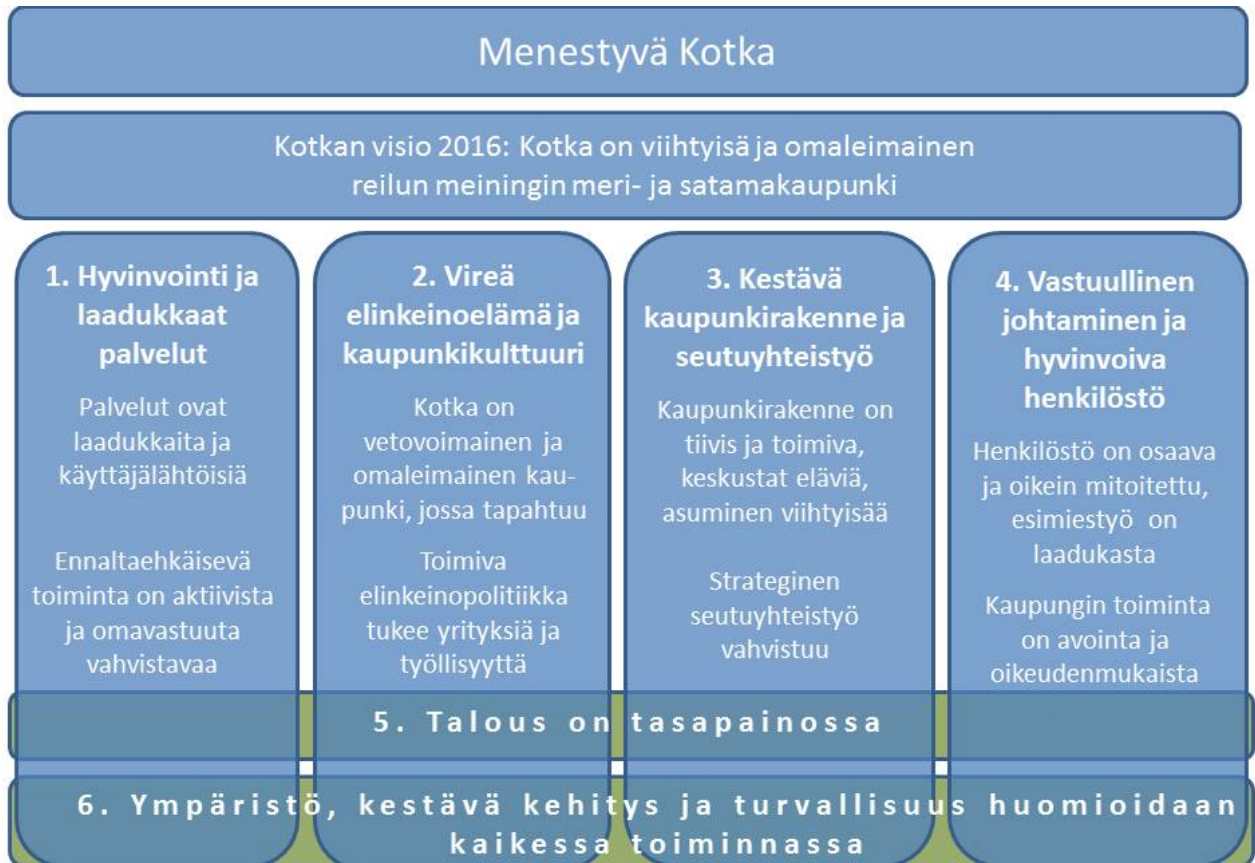 Menestyvä Kotka
Kotkan visio 2016: Kotka on viihtyisä ja omaleimainen
reilun meiningin meri- ja satamakaupunki
1. Hyvinvointi ja
laadukkaat
palvelut
Palvelut ovat
laadukkaita ja
käyttäjälähtöisiä
Ennaltaehkäisevä
toiminta on aktiivista
ja omavastuuta
vahvistavaa
2. Vireä
elinkeinoelämä ja
kaupunkikulttuuri
Kotka on
vetovoimainen ja
omaleimainen kau-
punki, jossa tapahtuu
Toimiva
elinkeinopolitiikka
tukee yrityksiä ja
työllisyyttä
3. Kestävä
kaupunkirakenne ja
seutuyhteistyö
Kaupunkirakenne on
tiivis ja toimiva,
keskustat eläviä,
asuminen viihtyisää
Strateginen
seutuyhteistyö
vahvistuu
4. Vastuullinen
johtaminen ja
hyvinvoiva
henkilöstö
Henkilöstö on osaava
ja oikein mitoitettu,
esimiestyö on
laadukasta
Kaupungin toiminta
on avointa ja
oikeudenmukaista
5. Talous on tasapainossa
6. Ympäristö, kestävä kehitys ja turvallisuus huomioidaan
kaikessa toiminnassa